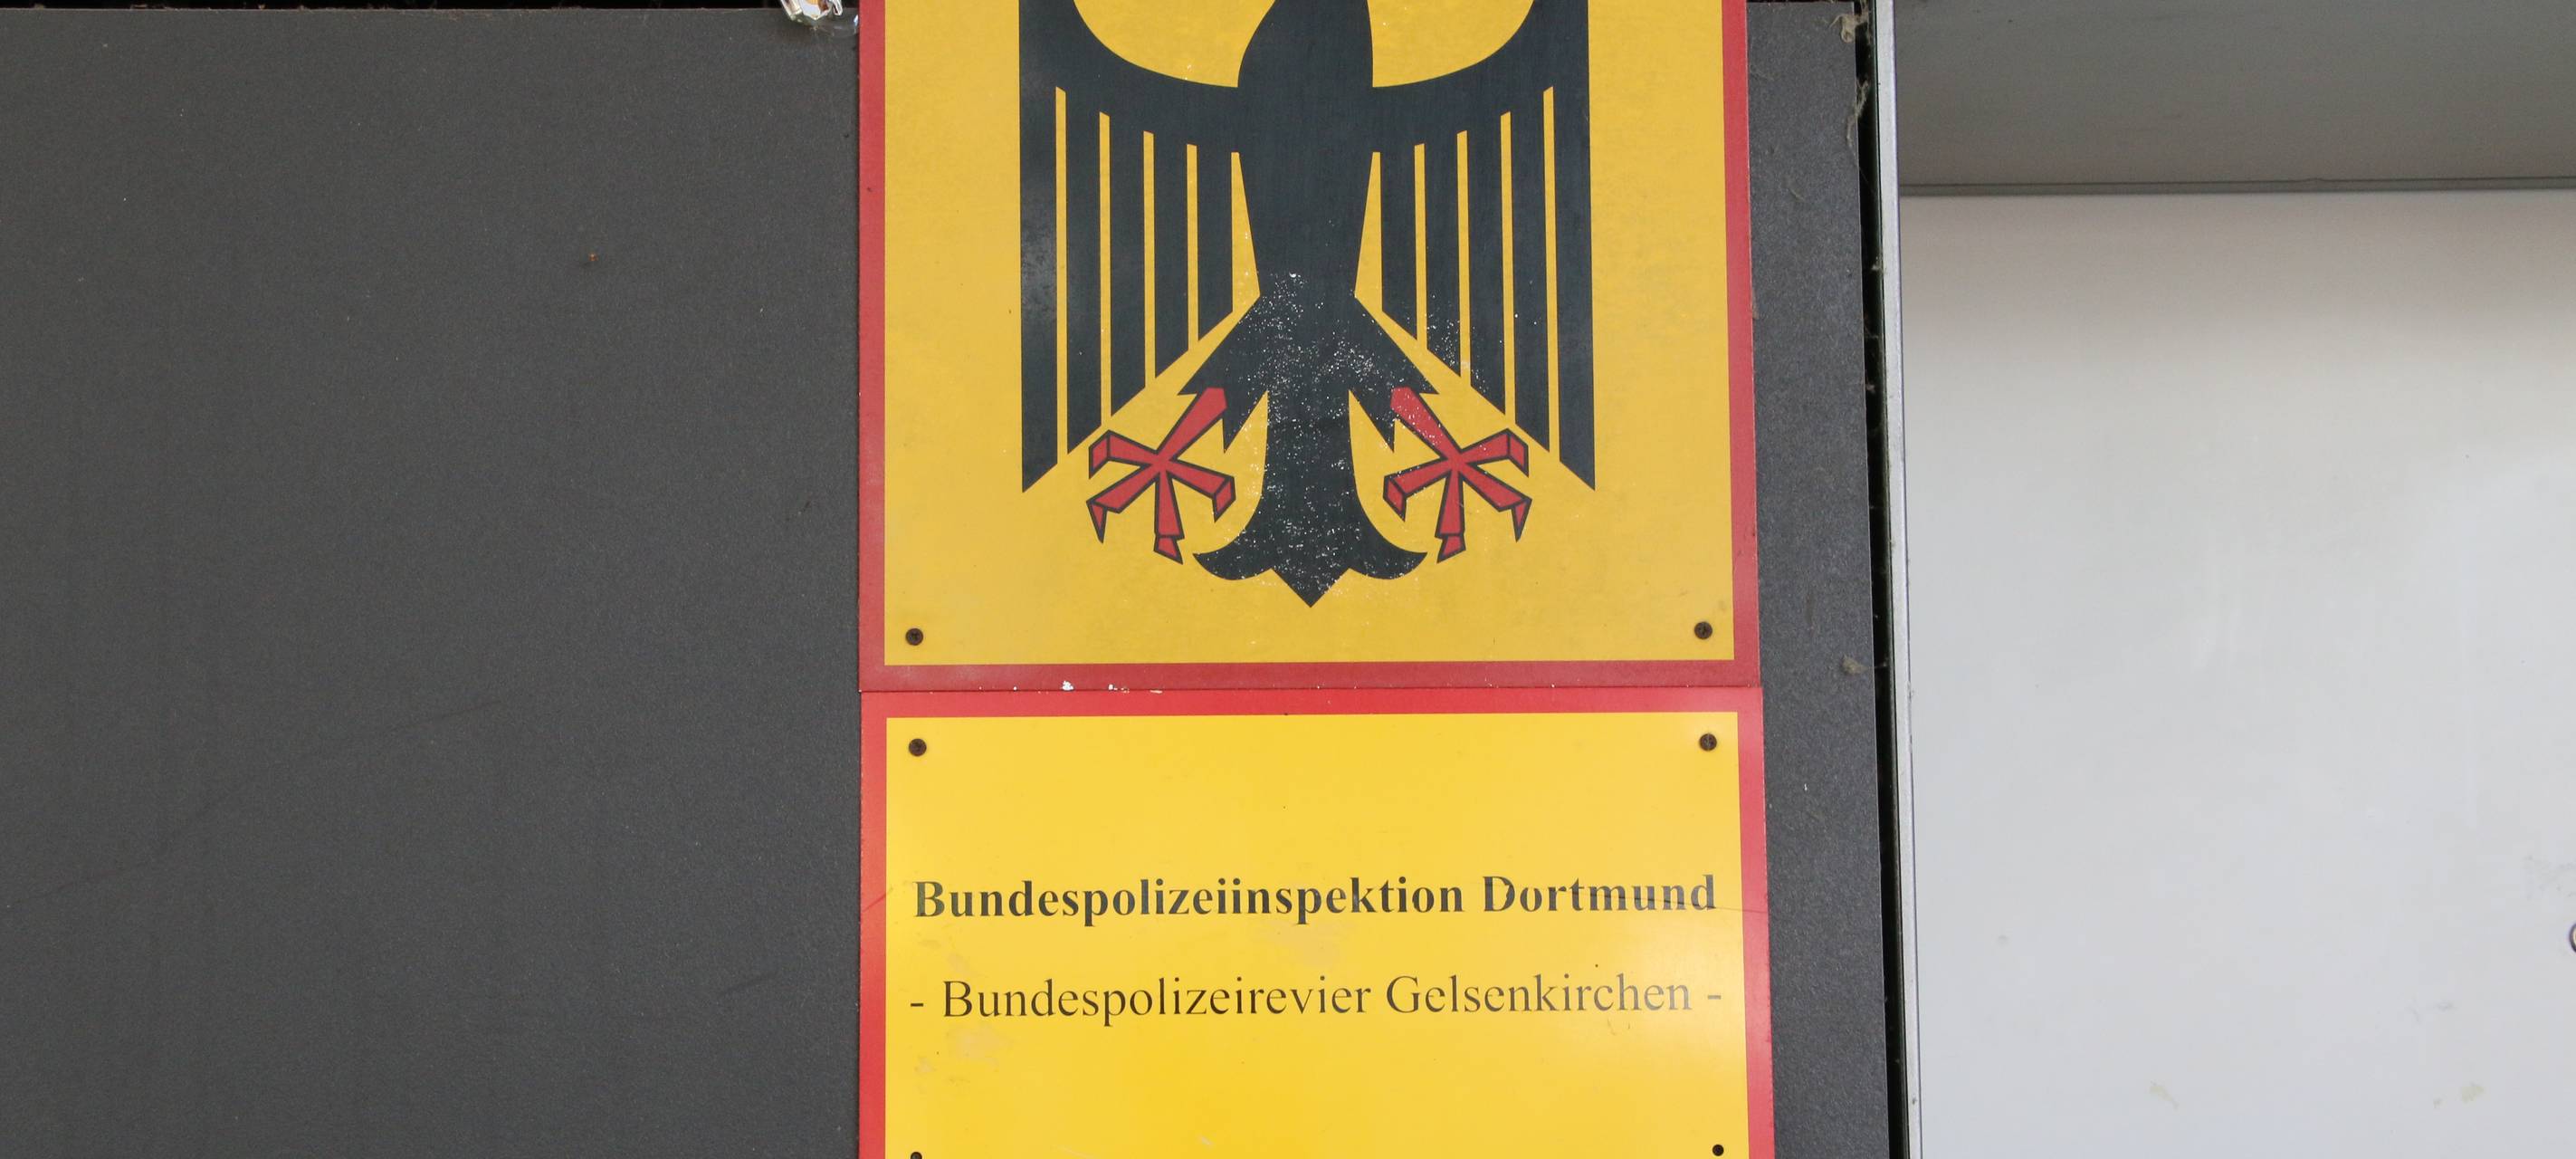 Bundespolizeiinspektion Dortmund
- Bundespolizeirevier Gelsenkirchen -